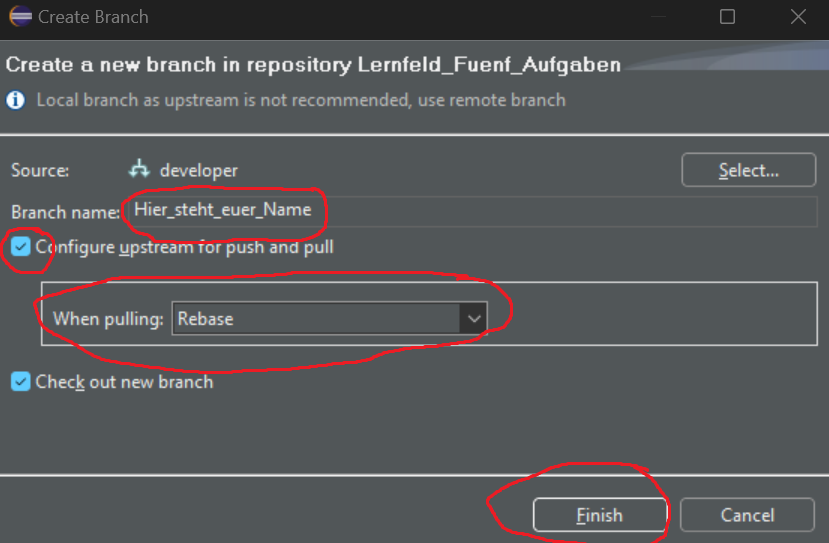 Create Branch
Create a new branch in repository Lernfeld_Fuenf_Aufgaben
Local branch as upstream is not recommended, use remote branch
Source: developer Select...
Branch name: Hier_steht_euer_Name
Configure upstream for push and pull
When pulling: Rebase
Check out new branch
Finish Cancel